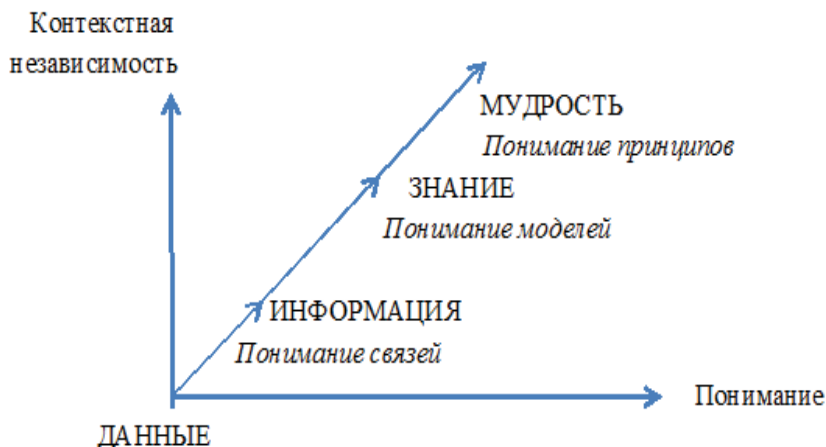 Контекстная
независимость
МУДРОСТЬ
Понимание принципов
ЗНАНИЕ
Понимание моделей
ИНФОРМАЦИЯ
Понимание связей
Понимание
ДАННЫЕ